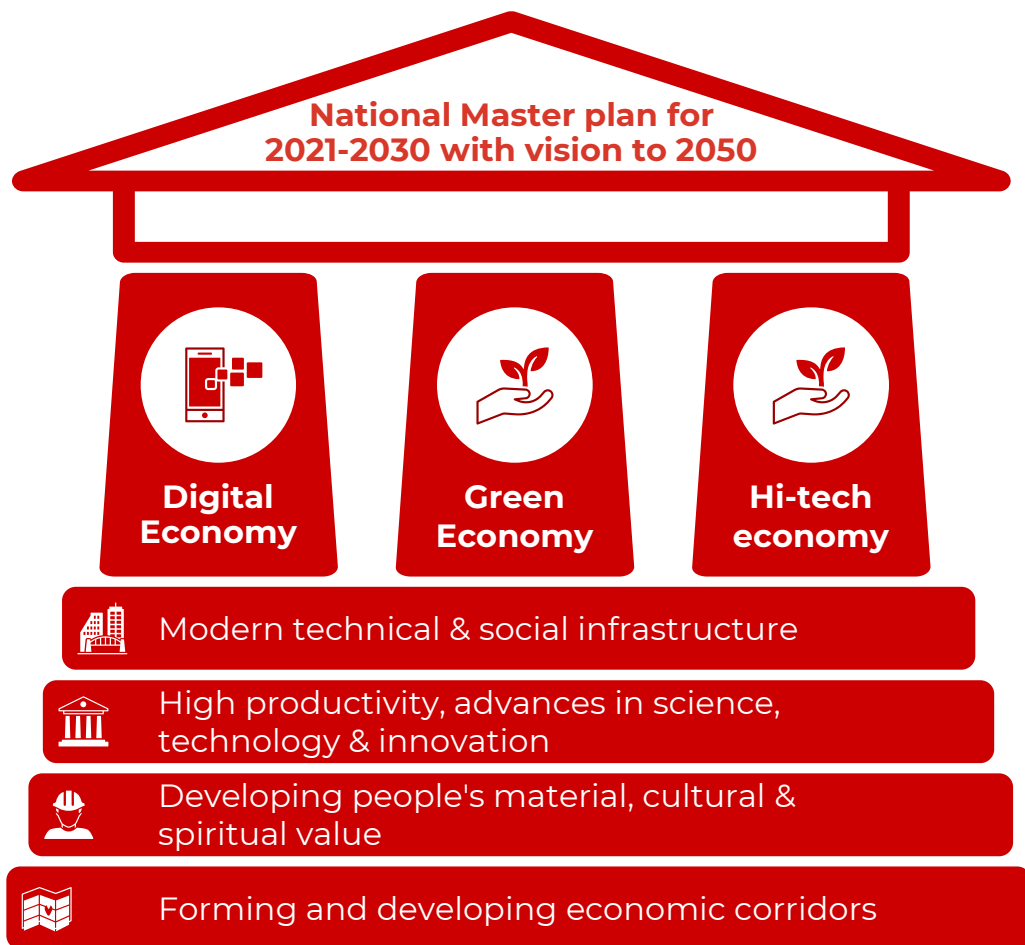 National Master plan for
2021-2030 with vision to 2050
Digital
Economy
Green
Economy
Hi-tech
economy
Modern technical & social infrastructure
High productivity, advances in science,
technology & innovation
Developing people's material, cultural &
spiritual value
Forming and developing economic corridors